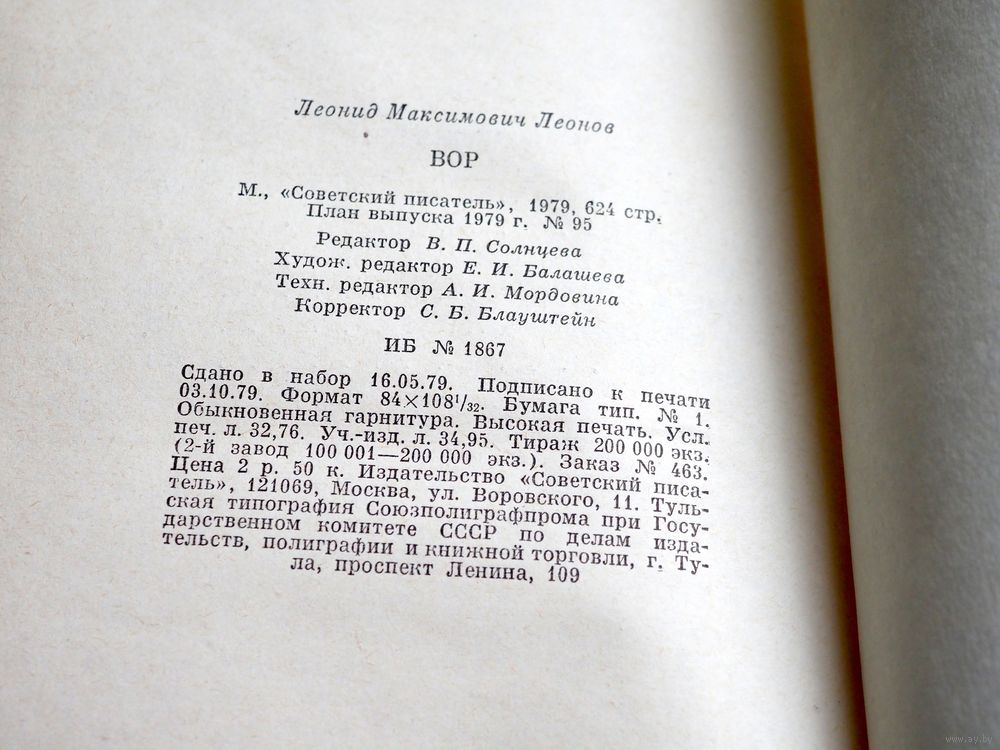 Леонид Максимович Леонов
ВОР
М., «Советский писатель», 1979, 624 стр.
План выпуска 1979 г. № 95
Редактор В. П. Солнцева
Худож. редактор Е. И. Балашева
Техн. редактор А. И. Мордовина
Корректор С. Б. Блауштейн
ИБ № 1867
Сдано в набор 16.05.79. Подписано к печати
03.10.79. Формат 84×108¹/₃₂. Бумага тип. № 1.
Обыкновенная гарнитура. Высокая печать. Усл.
печ. л. 32,76. Уч.-изд. л. 34,95. Тираж 200 000 экз.
(2-й завод 100 001—200 000 экз.). Заказ № 463.
Цена 2 р. 50 к. Издательство «Советский писа-
тель», 121069, Москва, ул. Воровского, 11. Туль-
ская типография Союзполиграфпрома при Госу-
дарственном комитете СССР по делам изда-
тельств, полиграфии и книжной торговли, г. Ту-
ла, проспект Ленина, 109
www.ay.by